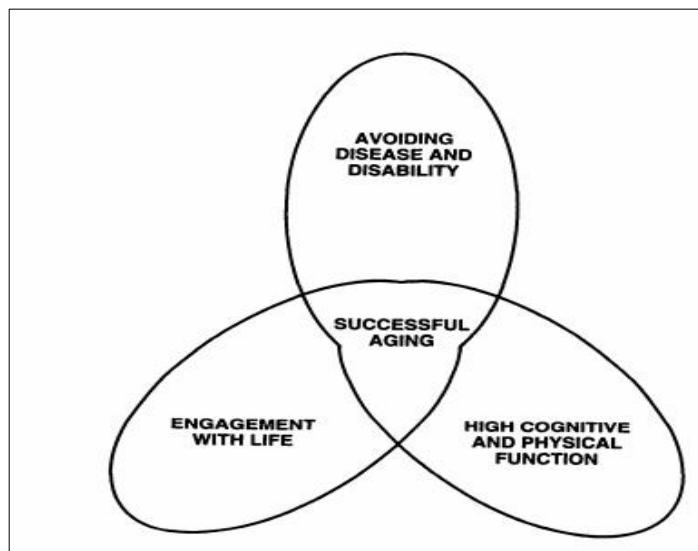 AVOIDING
DISEASE AND
DISABILITY
SUCCESSFUL
AGING
ENGAGEMENT
WITH LIFE
HIGH COGNITIVE
AND PHYSICAL
FUNCTION